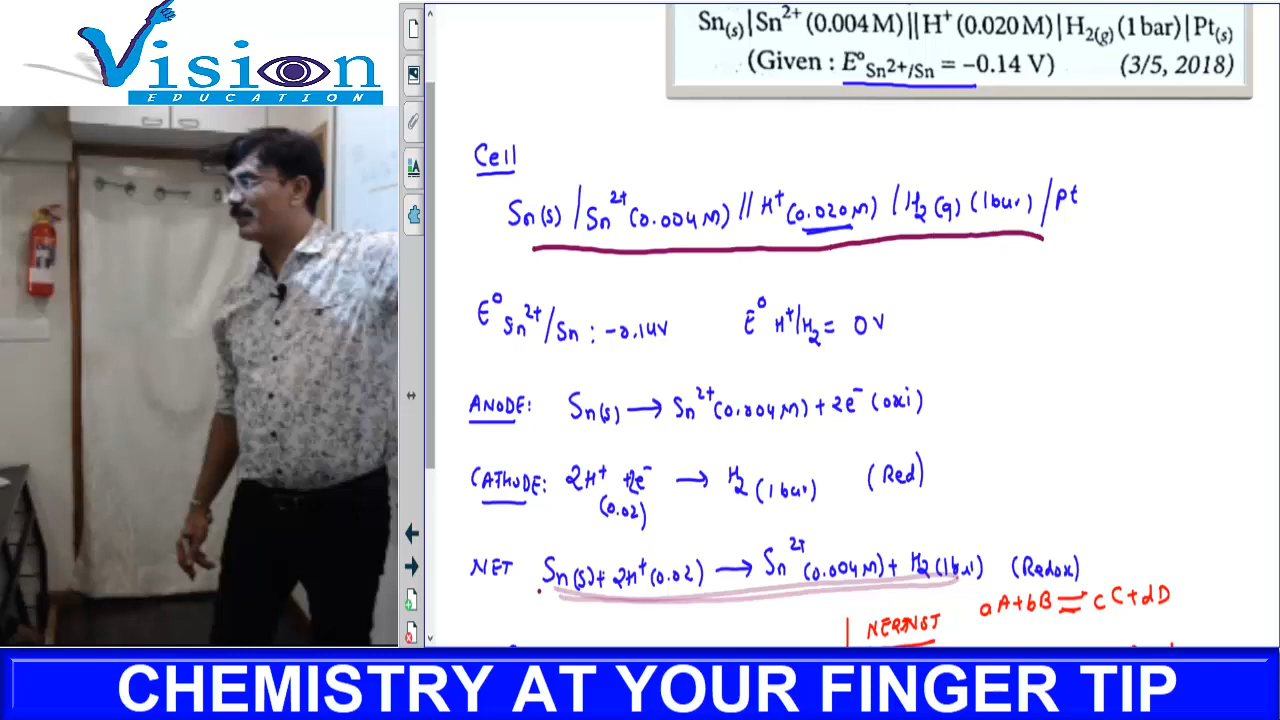 Vision
EDUCATION
Sn(s)|Sn²⁺(0.004 M)||H⁺(0.020 M)|H₂(g)(1 bar)|Pt(s)
(Given : E°Sn²⁺/Sn = −0.14 V) (3/5, 2018)
Cell
Sn(s) / Sn²⁺(0.004M) // H⁺(0.020M) / H₂(g)(1bar) / Pt
E⁰ Sn²⁺/Sn : -0.14V E⁰ H⁺/H₂ = 0V
ANODE: Sn(s) → Sn²⁺(0.004M) + 2e⁻ (oxi)
CATHODE: 2H⁺ +2e⁻ → H₂(1bar) (Red)
(0.02)
NET Sn(s) + 2H⁺(0.02) → Sn²⁺(0.004M) + H₂(1bar) (Redox)
aA+bB ⇌ cC+dD
NERNST
CHEMISTRY AT YOUR FINGER TIP